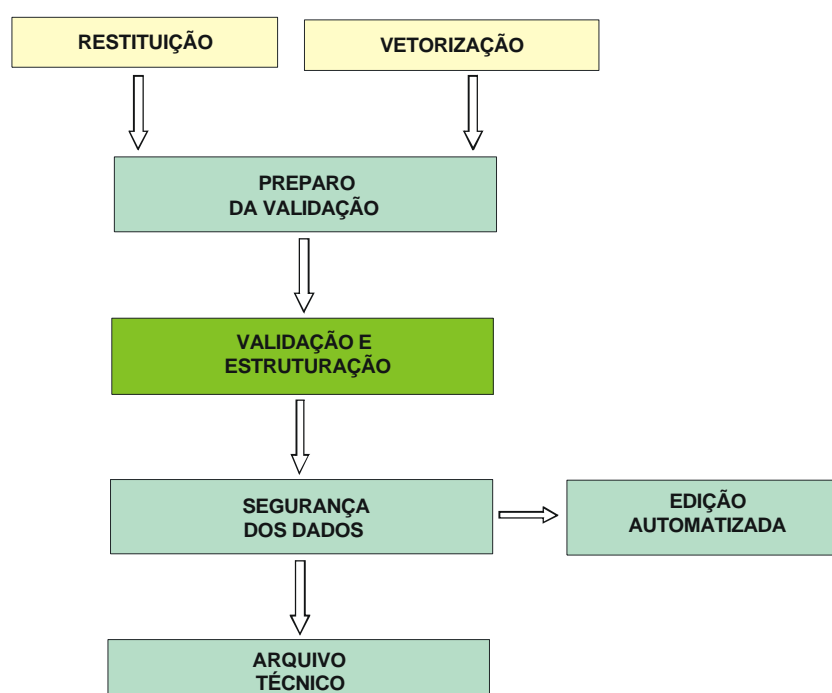 RESTITUIÇÃO
VETORIZAÇÃO
PREPARO
DA VALIDAÇÃO
VALIDAÇÃO E
ESTRUTURAÇÃO
SEGURANÇA
DOS DADOS
EDIÇÃO
AUTOMATIZADA
ARQUIVO
TÉCNICO